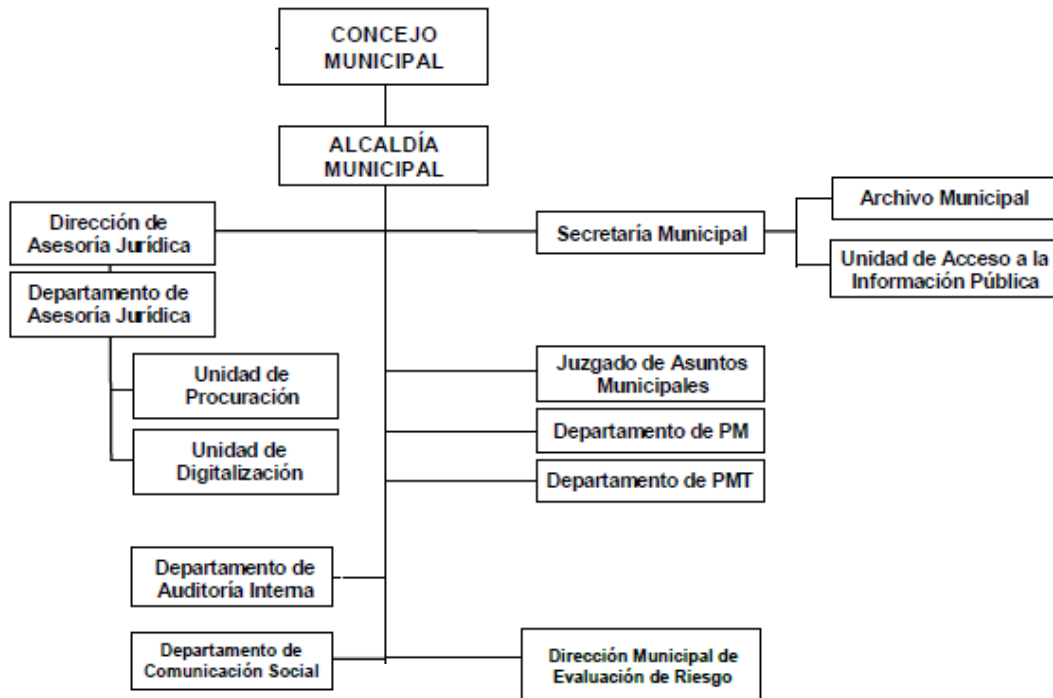 CONCEJO
MUNICIPAL
ALCALDÍA
MUNICIPAL
Dirección de
Asesoría Jurídica
Departamento de
Asesoría Jurídica
Unidad de
Procuración
Unidad de
Digitalización
Secretaría Municipal
Archivo Municipal
Unidad de Acceso a la
Información Pública
Juzgado de Asuntos
Municipales
Departamento de PM
Departamento de PMT
Departamento de
Auditoría Interna
Departamento de
Comunicación Social
Dirección Municipal de
Evaluación de Riesgo